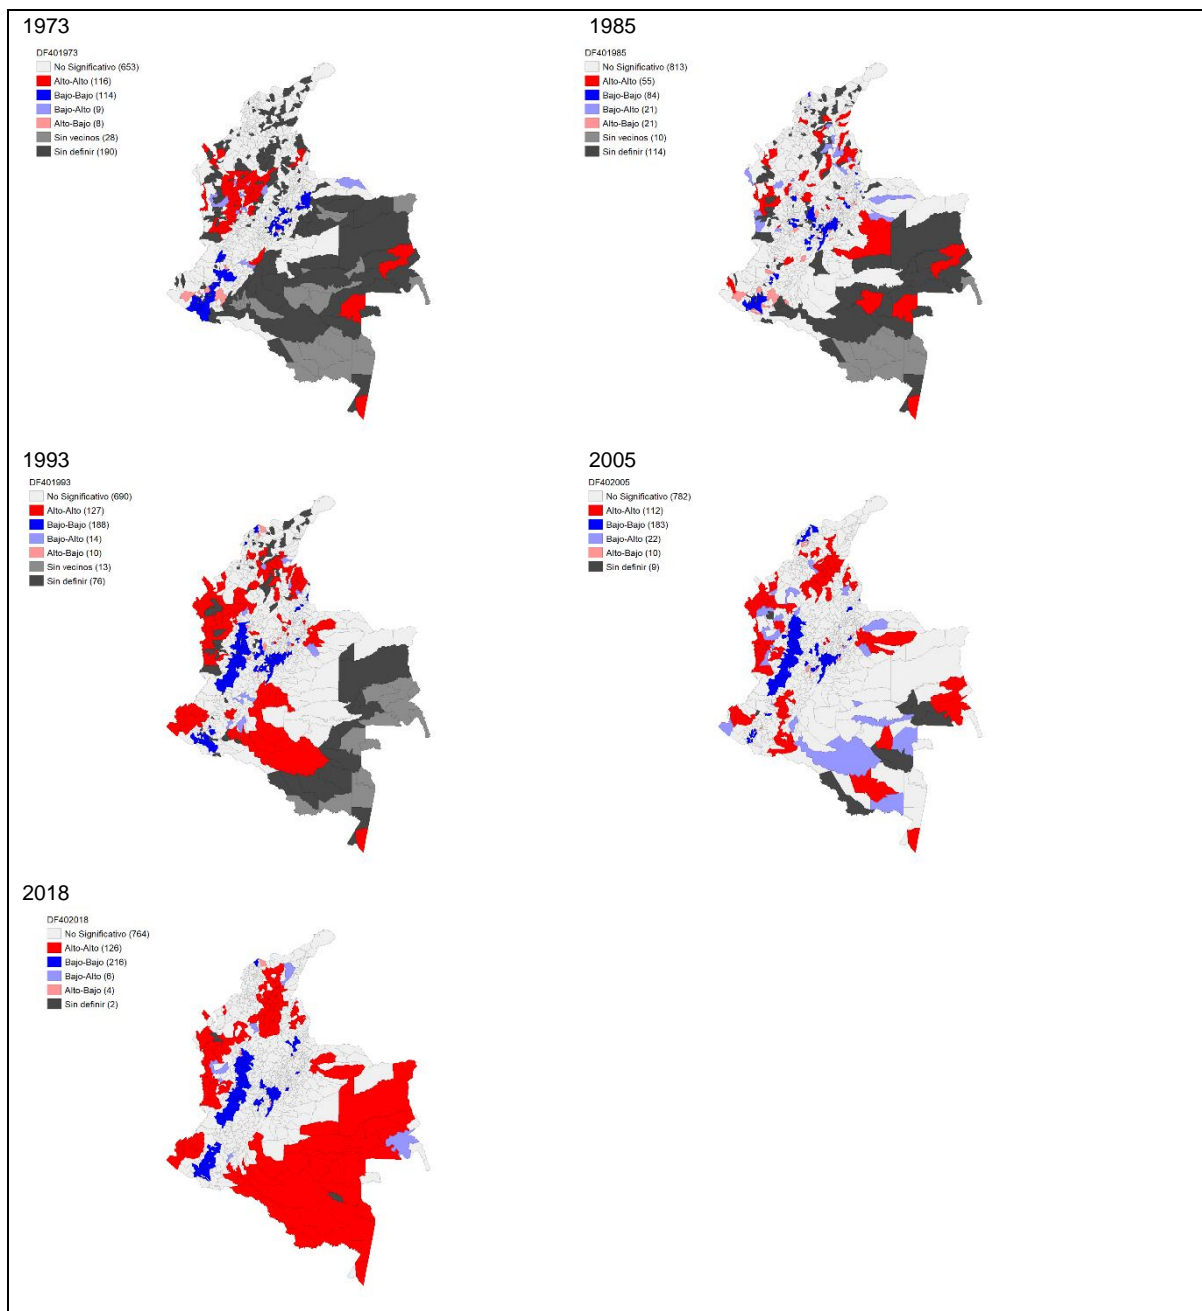 1973
DF401973
No Significativo (653)
Alto-Alto (116)
Bajo-Bajo (114)
Bajo-Alto (9)
Alto-Bajo (8)
Sin vecinos (28)
Sin definir (190)
1985
DF401985
No Significativo (813)
Alto-Alto (55)
Bajo-Bajo (84)
Bajo-Alto (21)
Alto-Bajo (21)
Sin vecinos (10)
Sin definir (114)
1993
DF401993
No Significativo (690)
Alto-Alto (127)
Bajo-Bajo (188)
Bajo-Alto (14)
Alto-Bajo (10)
Sin vecinos (13)
Sin definir (76)
2005
DF402005
No Significativo (782)
Alto-Alto (112)
Bajo-Bajo (183)
Bajo-Alto (22)
Alto-Bajo (10)
Sin definir (9)
2018
DF402018
No Significativo (764)
Alto-Alto (126)
Bajo-Bajo (216)
Bajo-Alto (6)
Alto-Bajo (4)
Sin definir (2)